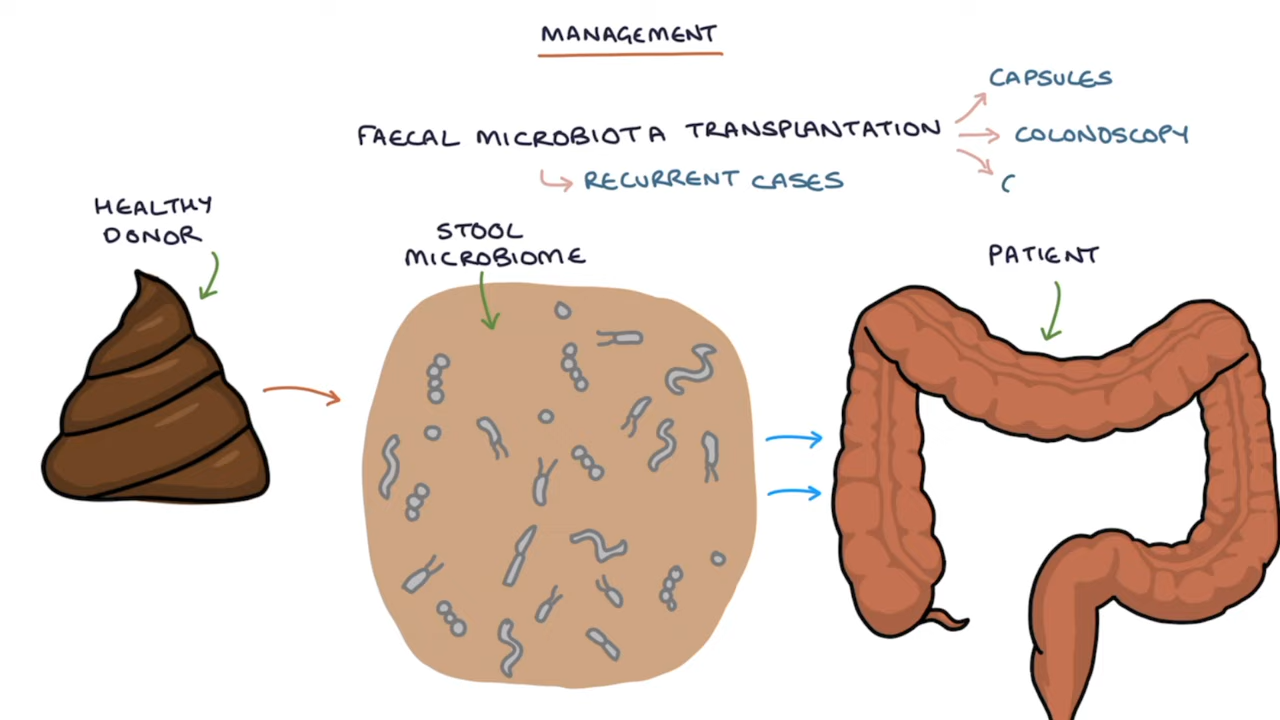 MANAGEMENT
CAPSULES
FAECAL MICROBIOTA TRANSPLANTATION
COLONOSCOPY
RECURRENT CASES
C
HEALTHY
DONOR
STOOL
MICROBIOME
PATIENT